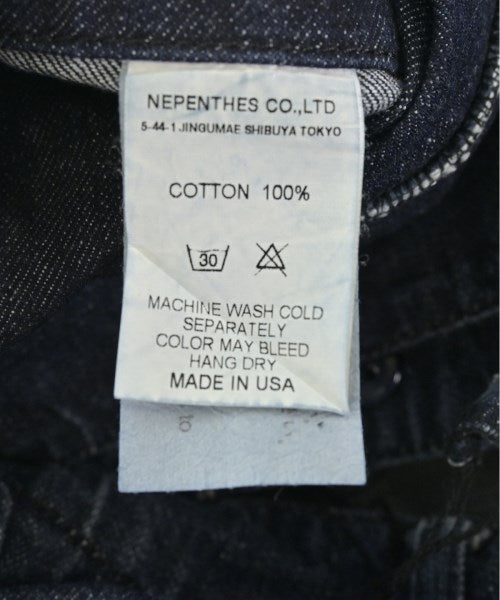 NEPENTHES CO.,LTD
5-44-1 JINGUMAE SHIBUYA TOKYO
COTTON 100%
30
MACHINE WASH COLD
SEPARATELY
COLOR MAY BLEED
HANG DRY
MADE IN USA